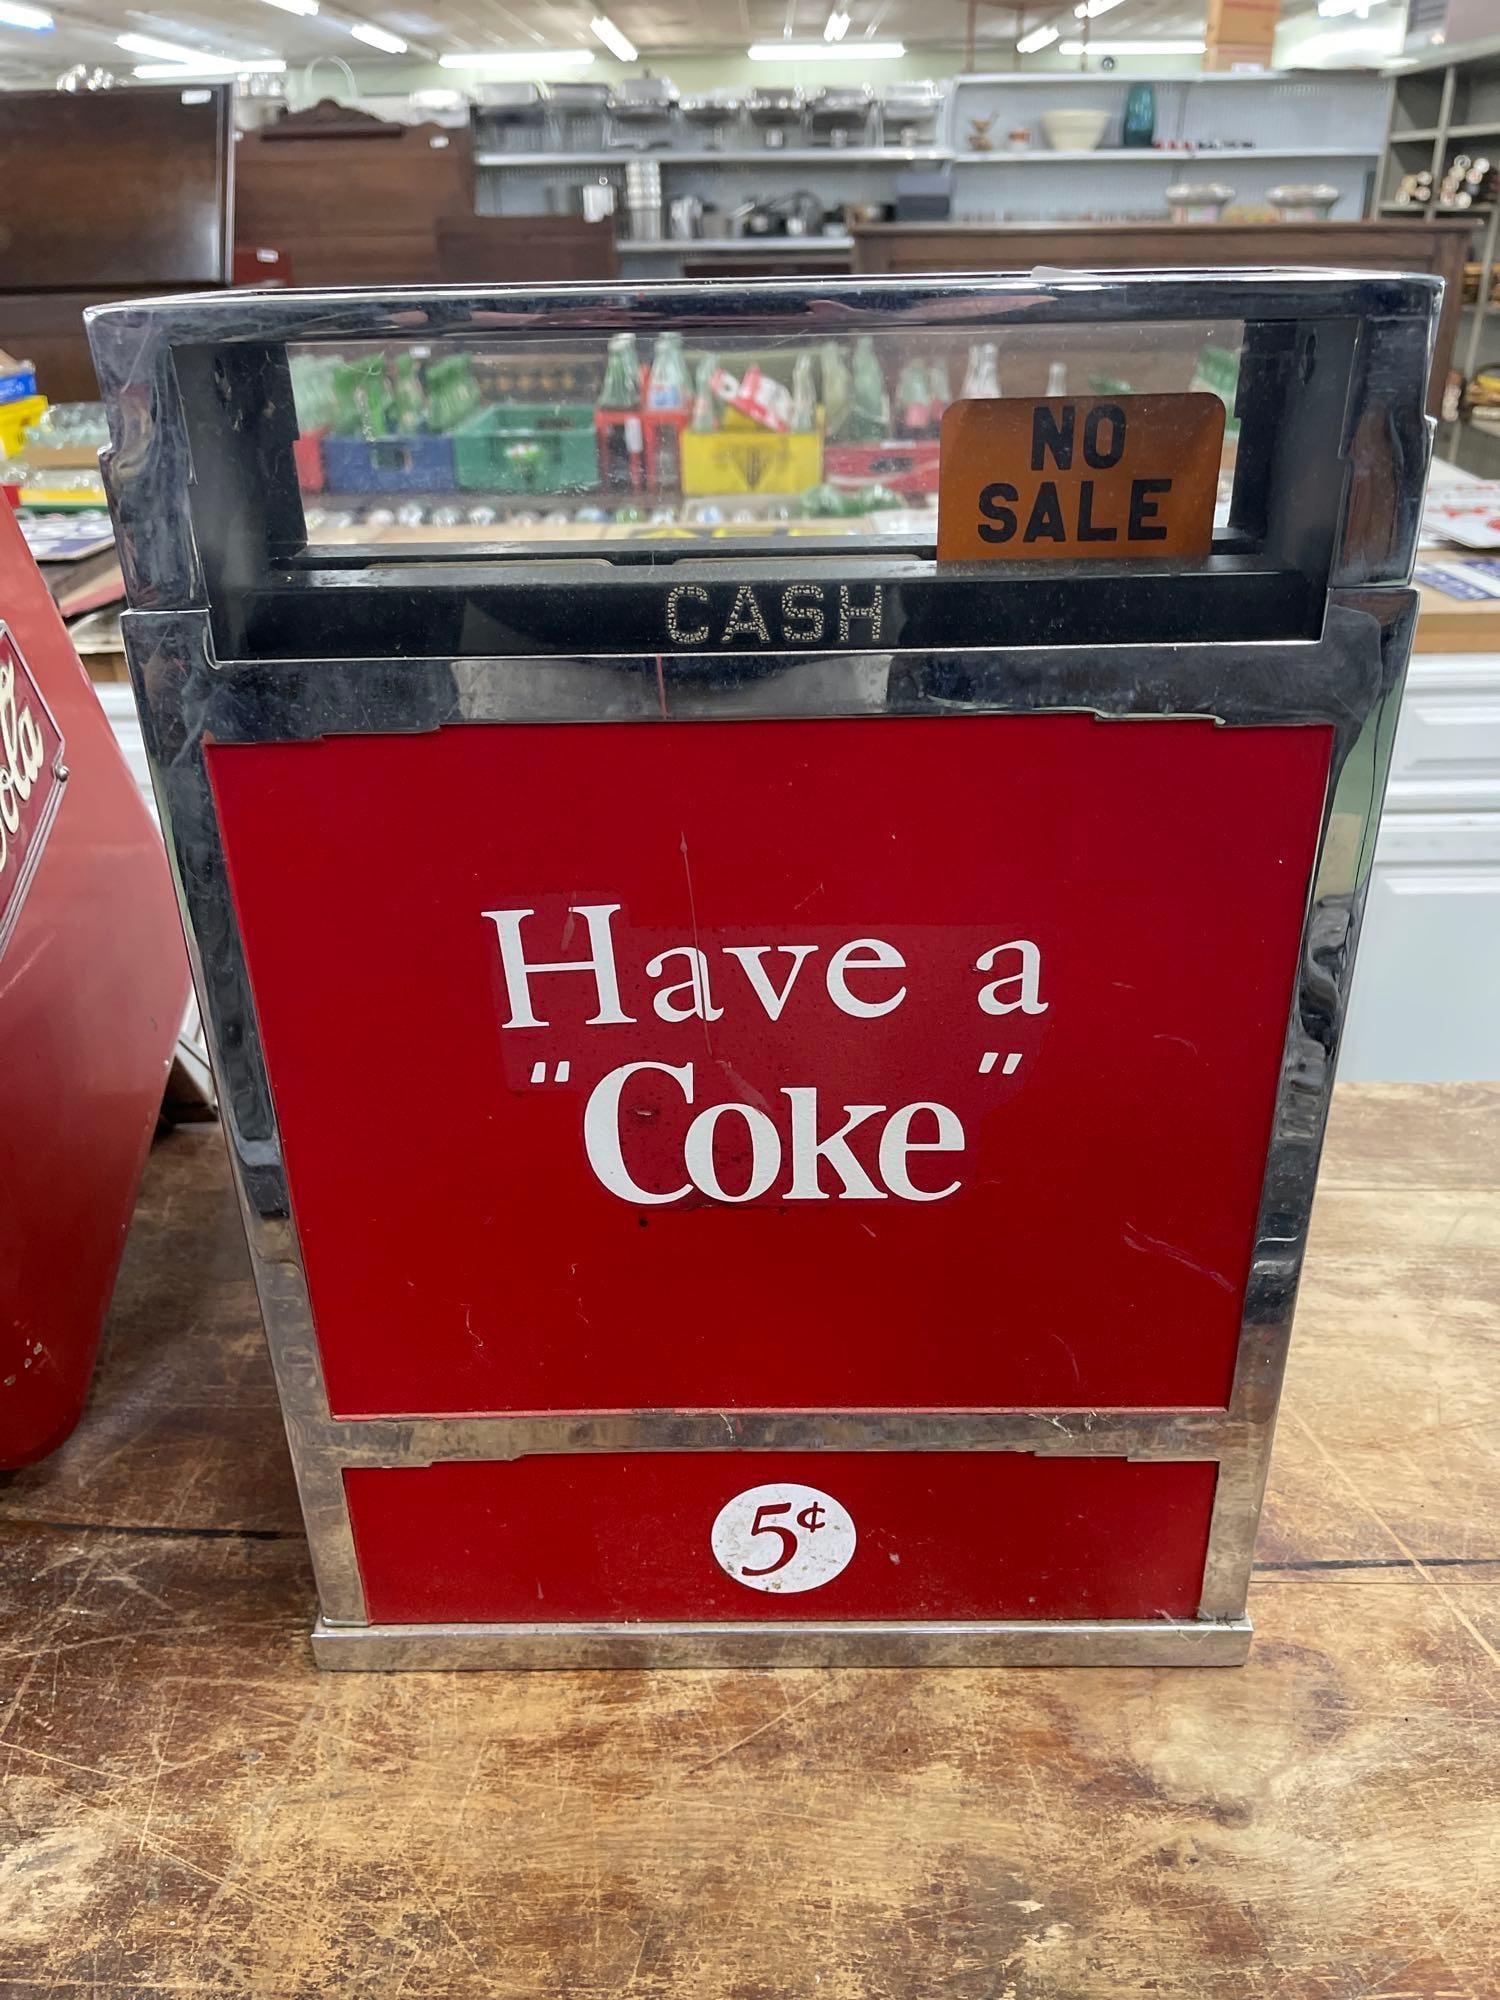 NO
SALE
CASH
Have a
"Coke"
5¢